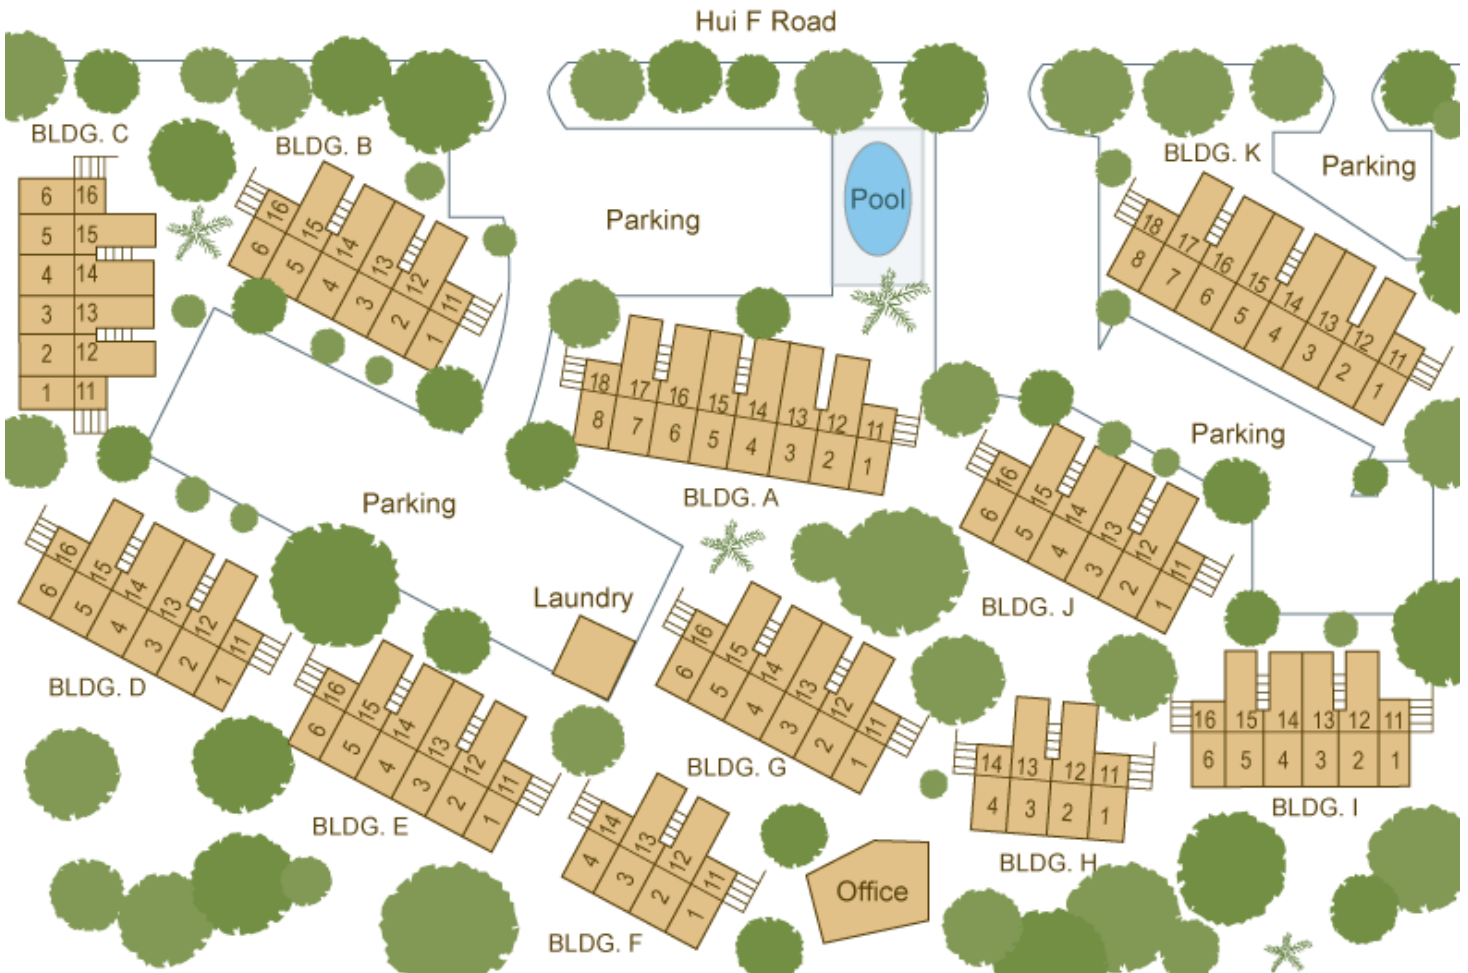 Hui F Road
BLDG. C
BLDG. B
BLDG. K
Parking
6 16
5 15
4 14
3 13
2 12
1 11
16 15 14 13 12 11
6 5 4 3 2 1
Parking
Pool
18 17 16 15 14 13 12 11
8 7 6 5 4 3 2 1
18 17 16 15 14 13 12 11
8 7 6 5 4 3 2 1
BLDG. A
Parking
Parking
16 15 14 13 12 11
6 5 4 3 2 1
BLDG. J
16 15 14 13 12 11
6 5 4 3 2 1
BLDG. D
Laundry
16 15 14 13 12 11
6 5 4 3 2 1
BLDG. G
16 15 14 13 12 11
6 5 4 3 2 1
BLDG. E
14 13 12 11
4 3 2 1
BLDG. H
16 15 14 13 12 11
6 5 4 3 2 1
BLDG. I
14 13 12 11
4 3 2 1
BLDG. F
Office